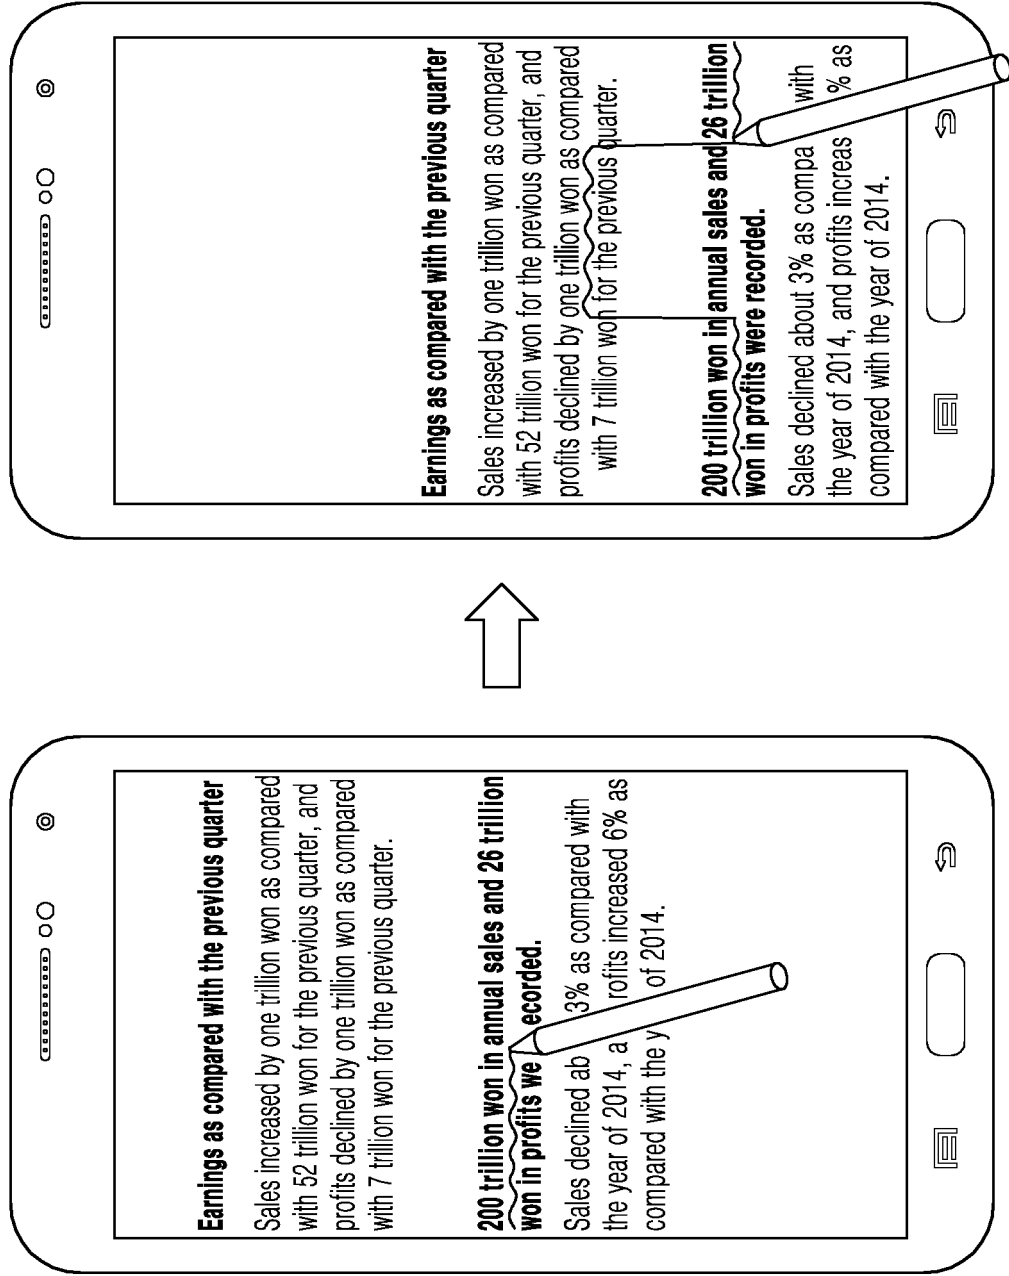 Earnings as compared with the previous quarter
Sales increased by one trillion won as compared
with 52 trillion won for the previous quarter, and
profits declined by one trillion won as compared
with 7 trillion won for the previous quarter.
200 trillion won in annual sales and 26 trillion
won in profits we ecorded.
Sales declined ab 3% as compared with
the year of 2014, a rofits increased 6% as
compared with the y of 2014.
Earnings as compared with the previous quarter
Sales increased by one trillion won as compared
with 52 trillion won for the previous quarter, and
profits declined by one trillion won as compared
with 7 trillion won for the previous quarter.
200 trillion won in annual sales and 26 trillion
won in profits were recorded.
Sales declined about 3% as compa with
the year of 2014, and profits increas % as
compared with the year of 2014.